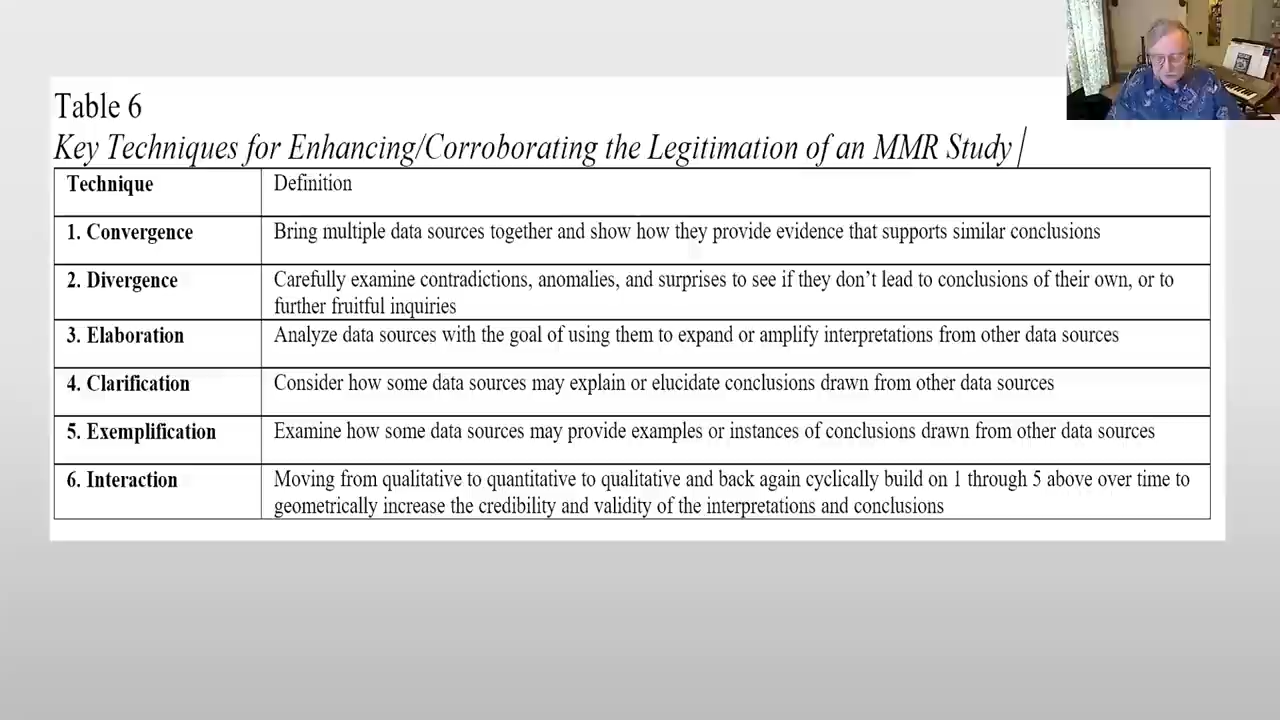 Table 6
Key Techniques for Enhancing/Corroborating the Legitimation of an MMR Study
Technique Definition
1. Convergence Bring multiple data sources together and show how they provide evidence that supports similar conclusions
2. Divergence Carefully examine contradictions, anomalies, and surprises to see if they don’t lead to conclusions of their own, or to
further fruitful inquiries
3. Elaboration Analyze data sources with the goal of using them to expand or amplify interpretations from other data sources
4. Clarification Consider how some data sources may explain or elucidate conclusions drawn from other data sources
5. Exemplification Examine how some data sources may provide examples or instances of conclusions drawn from other data sources
6. Interaction Moving from qualitative to quantitative to qualitative and back again cyclically build on 1 through 5 above over time to
geometrically increase the credibility and validity of the interpretations and conclusions